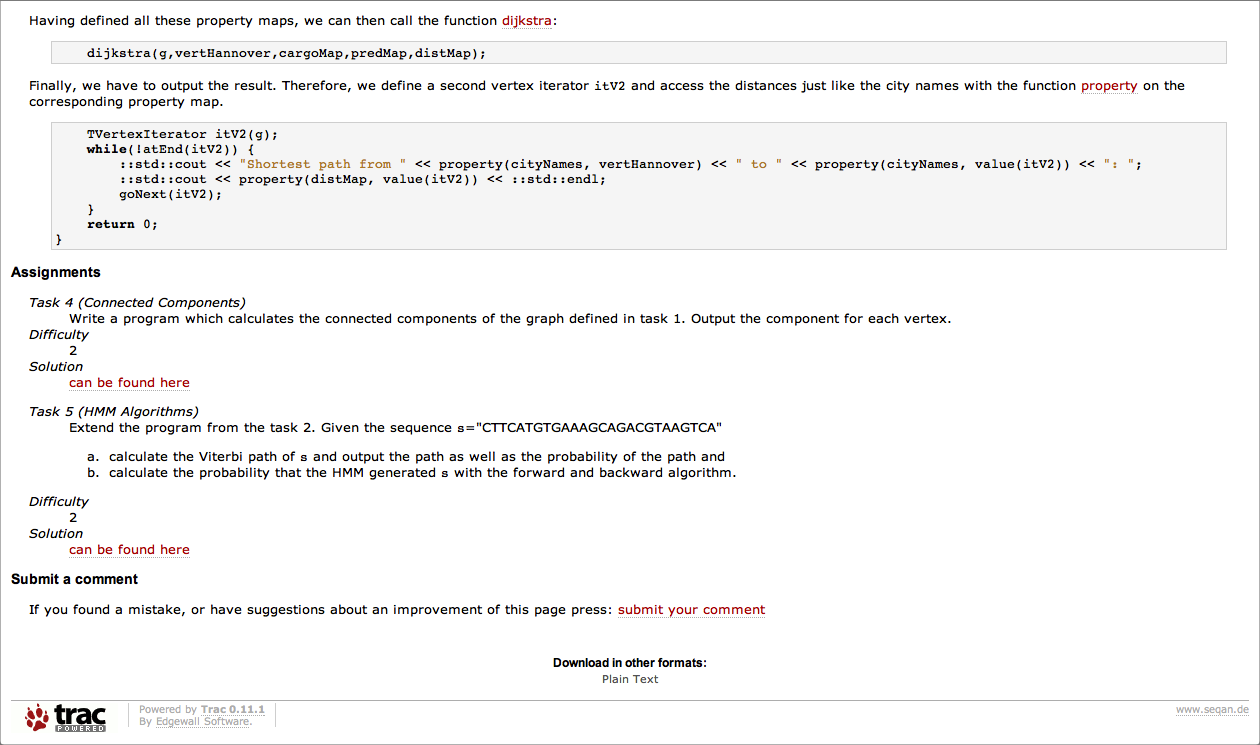 Having defined all these property maps, we can then call the function dijkstra:
dijkstra(g,vertHannover,cargoMap,predMap,distMap);
Finally, we have to output the result. Therefore, we define a second vertex iterator itV2 and access the distances just like the city names with the function property on the
corresponding property map.
TVertexIterator itV2(g);
while(!atEnd(itV2)) {
::std::cout << "Shortest path from " << property(cityNames, vertHannover) << " to " << property(cityNames, value(itV2)) << ": ";
::std::cout << property(distMap, value(itV2)) << ::std::endl;
goNext(itV2);
}
return 0;
}
Assignments
Task 4 (Connected Components)
Write a program which calculates the connected components of the graph defined in task 1. Output the component for each vertex.
Difficulty
2
Solution
can be found here
Task 5 (HMM Algorithms)
Extend the program from the task 2. Given the sequence s="CTTCATGTGAAAGCAGACGTAAGTCA"
a. calculate the Viterbi path of s and output the path as well as the probability of the path and
b. calculate the probability that the HMM generated s with the forward and backward algorithm.
Difficulty
2
Solution
can be found here
Submit a comment
If you found a mistake, or have suggestions about an improvement of this page press: submit your comment
Download in other formats:
Plain Text
trac
POWERED
Powered by Trac 0.11.1
By Edgewall Software.
www.seqan.de